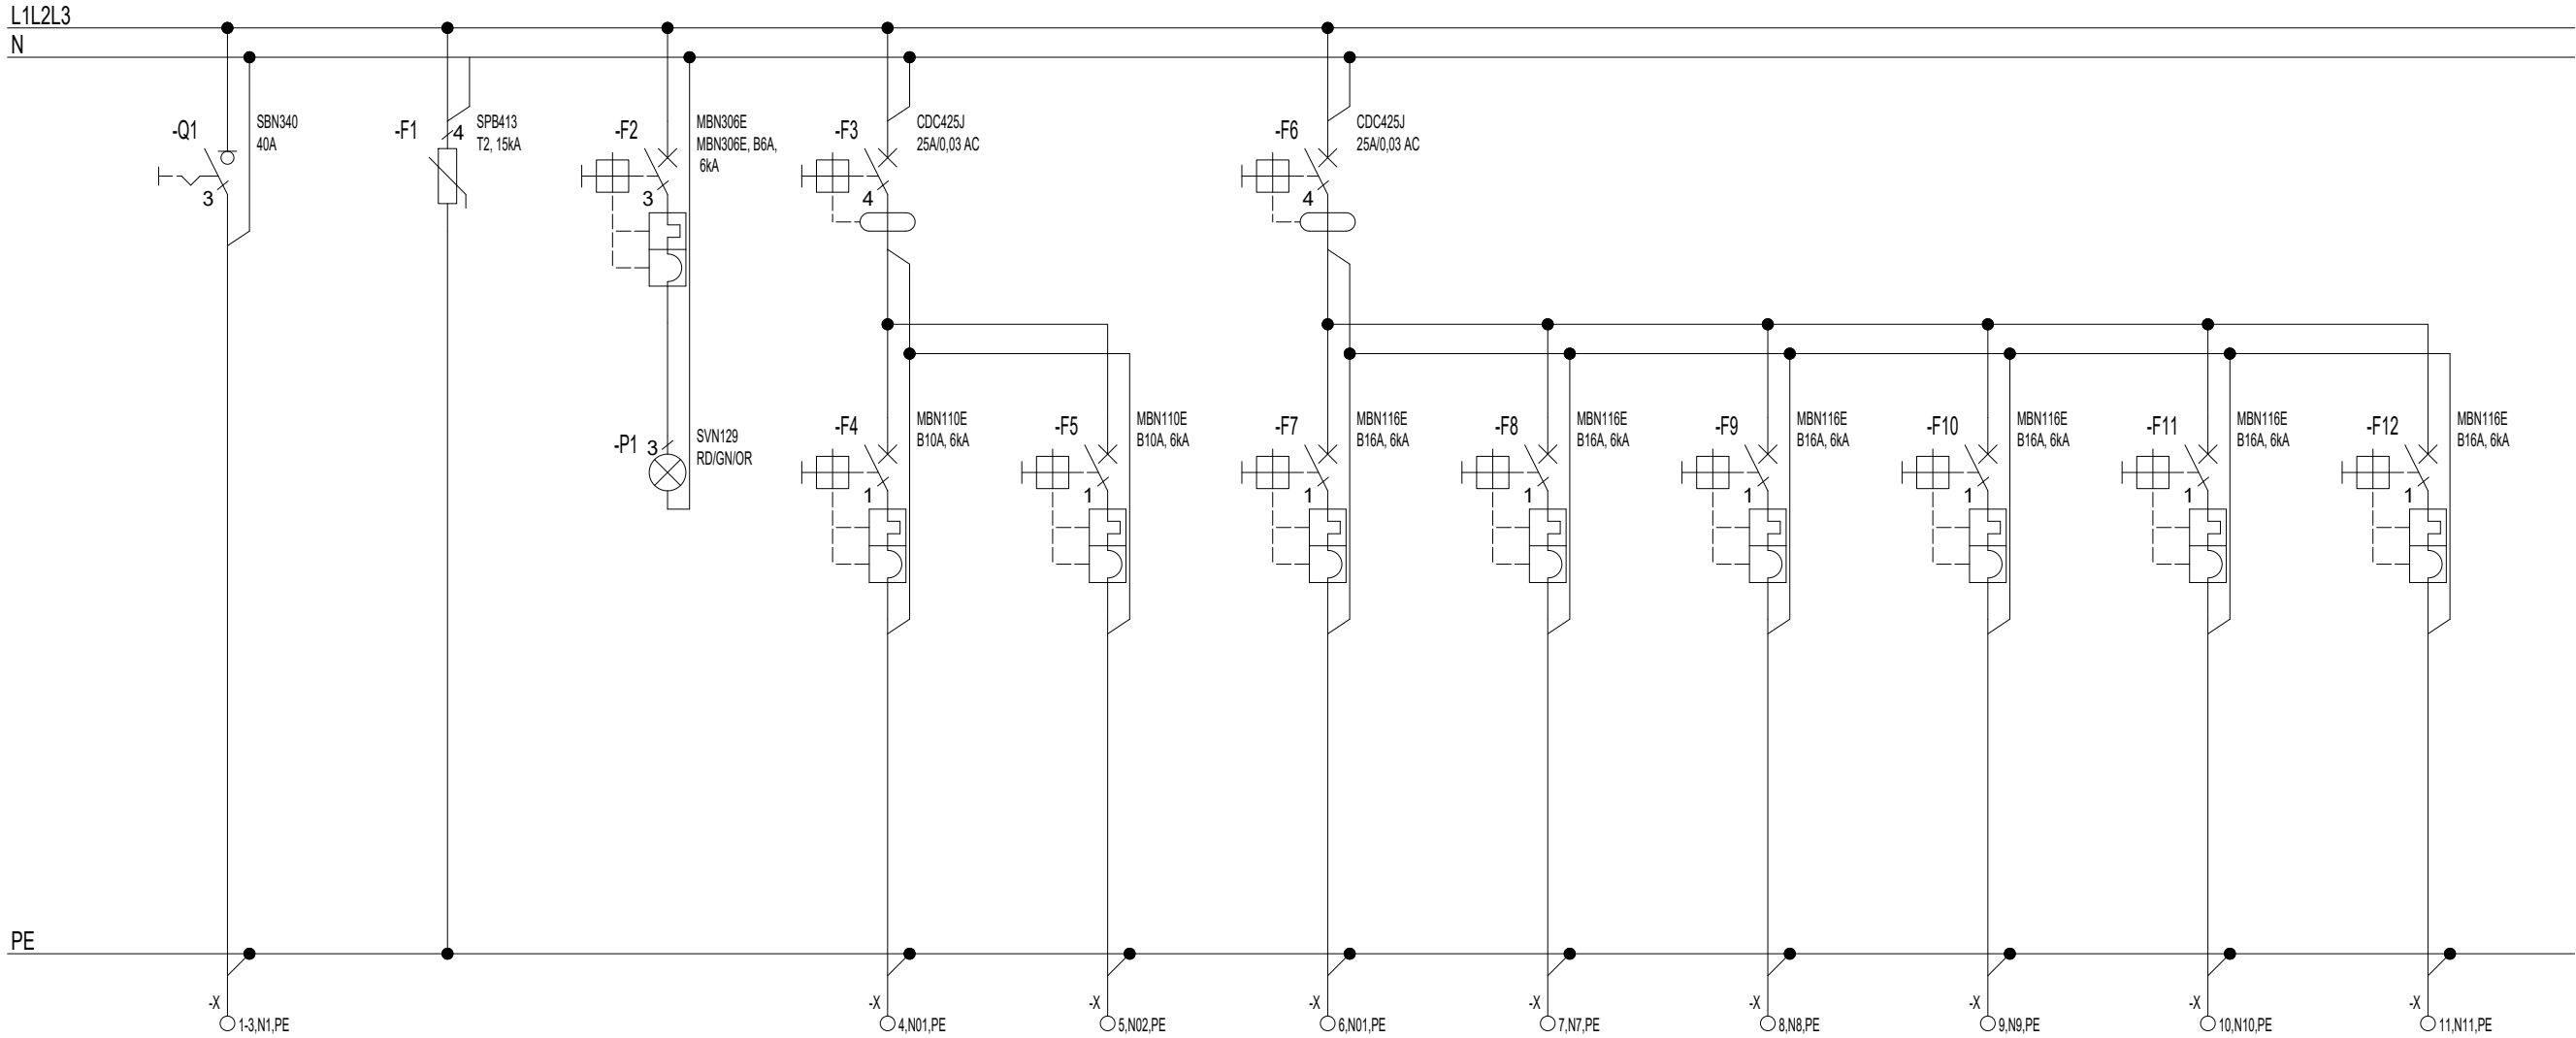 L1L2L3
N
-Q1
SBN340
40A
3
-F1
4
SPB413
T2, 15kA
-F2
MBN306E
MBN306E, B6A,
6kA
3
-F3
CDC425J
25A/0,03 AC
4
-F6
CDC425J
25A/0,03 AC
4
-P1
3
SVN129
RD/GN/OR
-F4
MBN110E
B10A, 6kA
1
-F5
MBN110E
B10A, 6kA
1
-F7
MBN116E
B16A, 6kA
1
-F8
MBN116E
B16A, 6kA
1
-F9
MBN116E
B16A, 6kA
1
-F10
MBN116E
B16A, 6kA
1
-F11
MBN116E
B16A, 6kA
1
-F12
MBN116E
B16A, 6kA
1
PE
-X
1-3,N1,PE
-X
4,N01,PE
-X
5,N02,PE
-X
6,N01,PE
-X
7,N7,PE
-X
8,N8,PE
-X
9,N9,PE
-X
10,N10,PE
-X
11,N11,PE